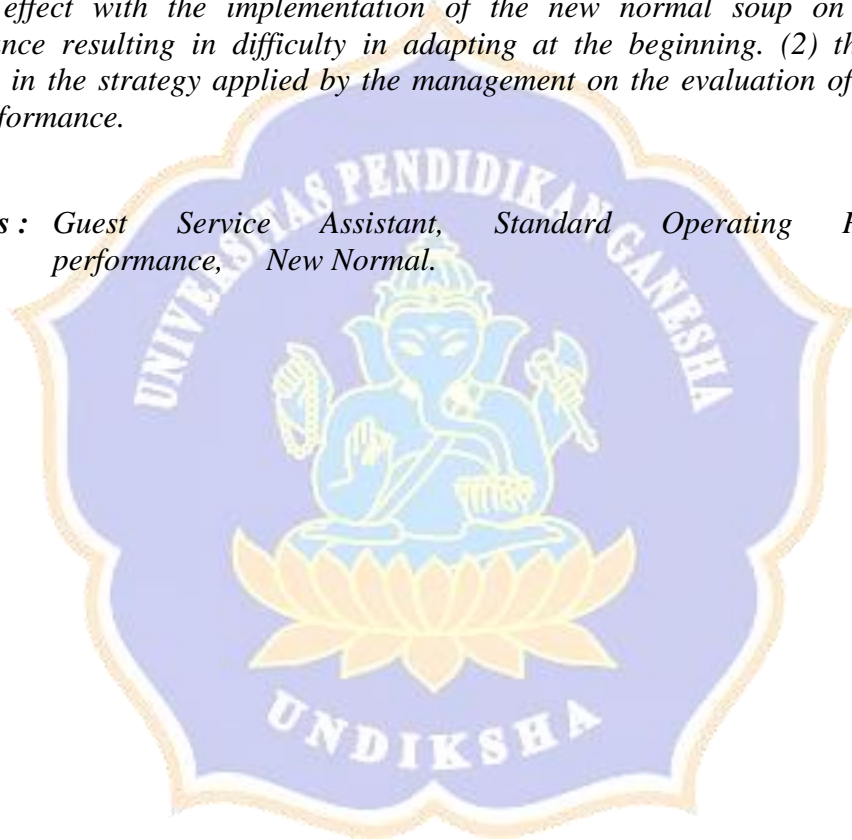 effect with the implementation of the new normal soup on
nce resulting in difficulty in adapting at the beginning. (2) th
in the strategy applied by the management on the evaluation of
formance.
s : Guest Service Assistant, Standard Operating
performance, New Normal.
UNIVERSITAS PENDIDIKAN GANESHA
UNDIKSHA